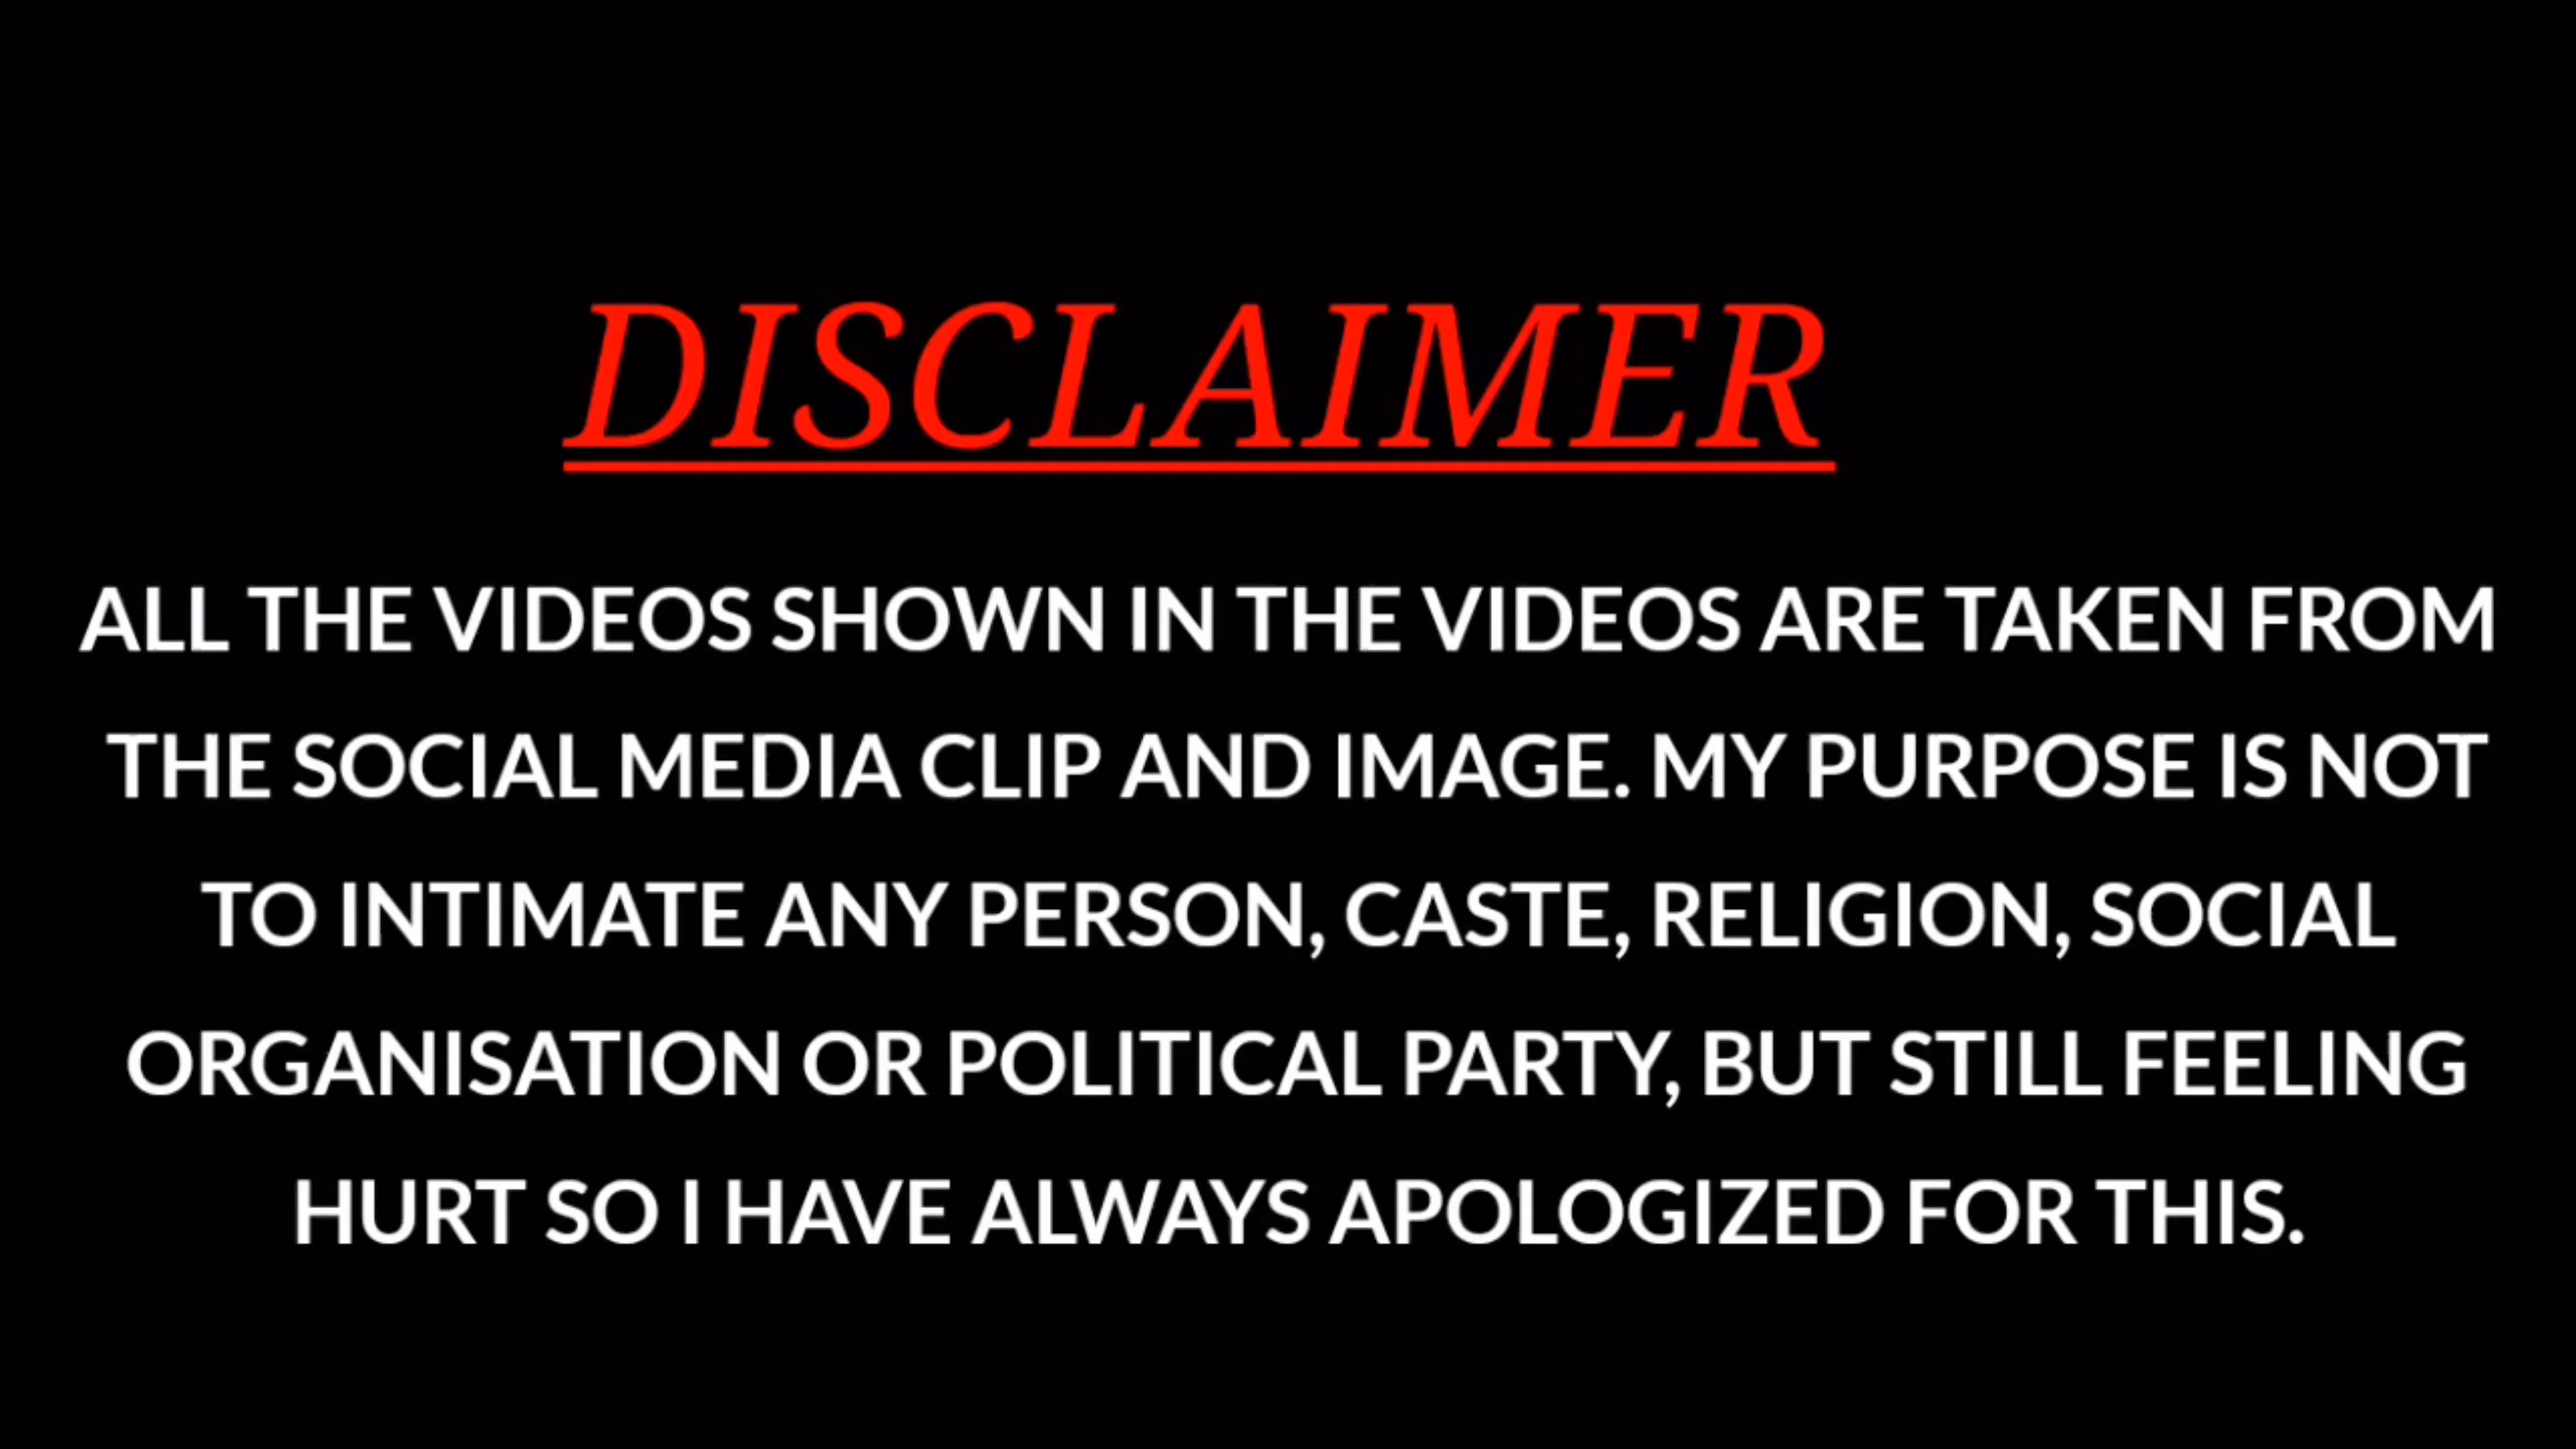 DISCLAIMER
ALL THE VIDEOS SHOWN IN THE VIDEOS ARE TAKEN FROM
THE SOCIAL MEDIA CLIP AND IMAGE. MY PURPOSE IS NOT
TO INTIMATE ANY PERSON, CASTE, RELIGION, SOCIAL
ORGANISATION OR POLITICAL PARTY, BUT STILL FEELING
HURT SO I HAVE ALWAYS APOLOGIZED FOR THIS.